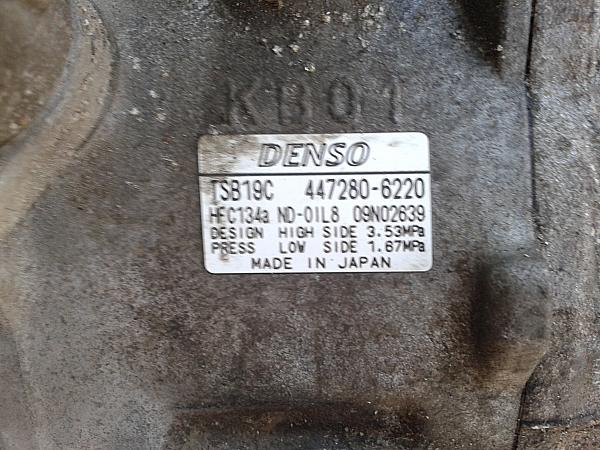 KB01
DENSO
TSB19C 447280-6220
HFC134a ND-OIL8 09N02639
DESIGN HIGH SIDE 3.53MPa
PRESS LOW SIDE 1.67MPa
MADE IN JAPAN